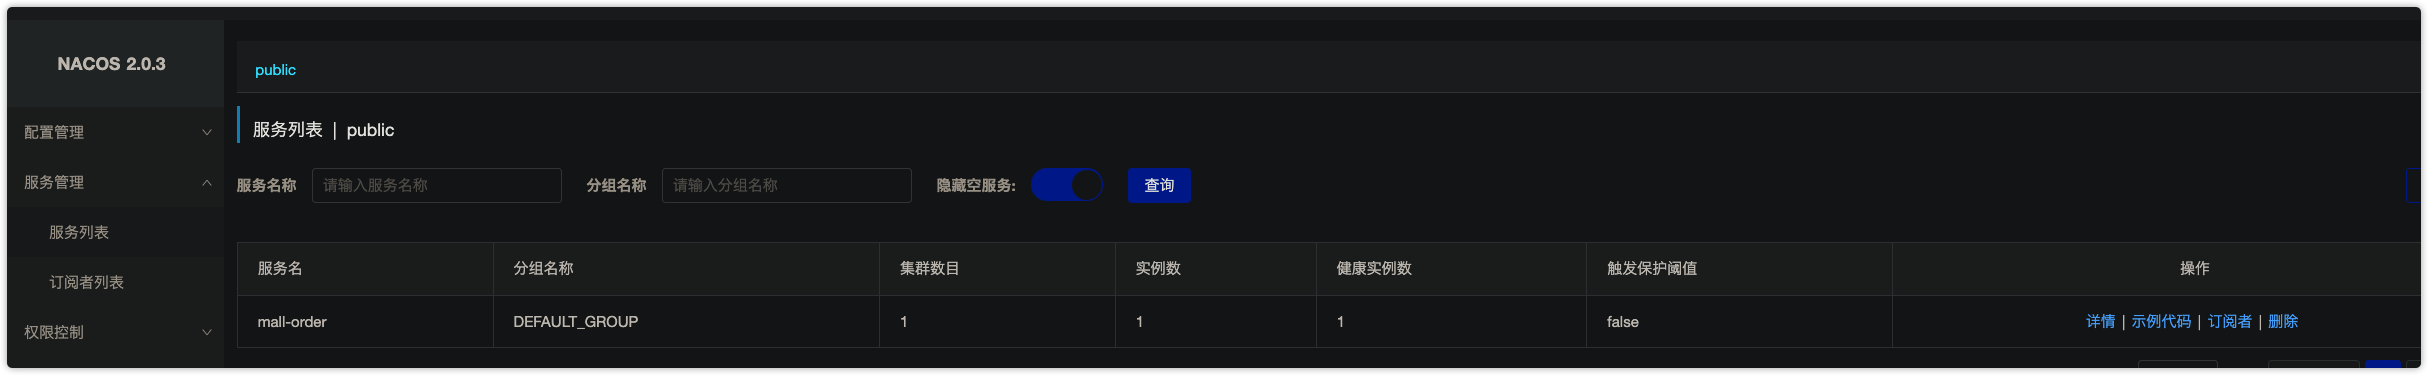 NACOS 2.0.3
配置管理
服务管理
服务列表
订阅者列表
权限控制
public
服务列表 | public
服务名称 请输入服务名称 分组名称 请输入分组名称 隐藏空服务: 查询
服务名 分组名称 集群数目 实例数 健康实例数 触发保护阈值 操作
mall-order DEFAULT_GROUP 1 1 1 false 详情 | 示例代码 | 订阅者 | 删除